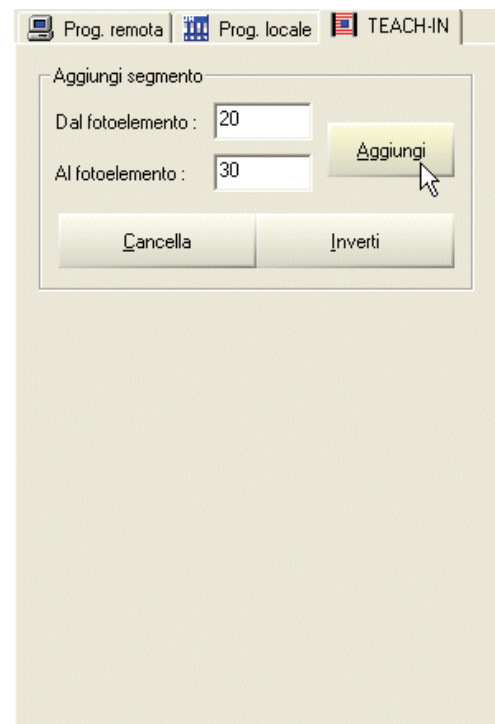 Prog. remota Prog. locale TEACH-IN
Aggiungi segmento
Dal fotoelemento : 20
Aggiungi
Al fotoelemento : 30
Cancella Inverti